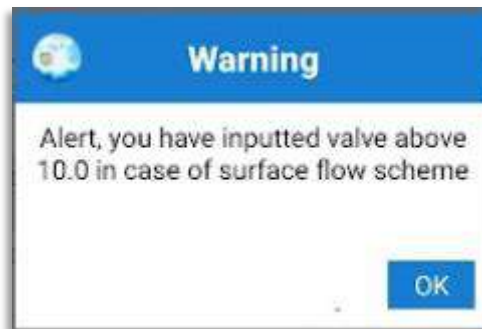 Warning
Alert, you have inputted valve above
10.0 in case of surface flow scheme
OK